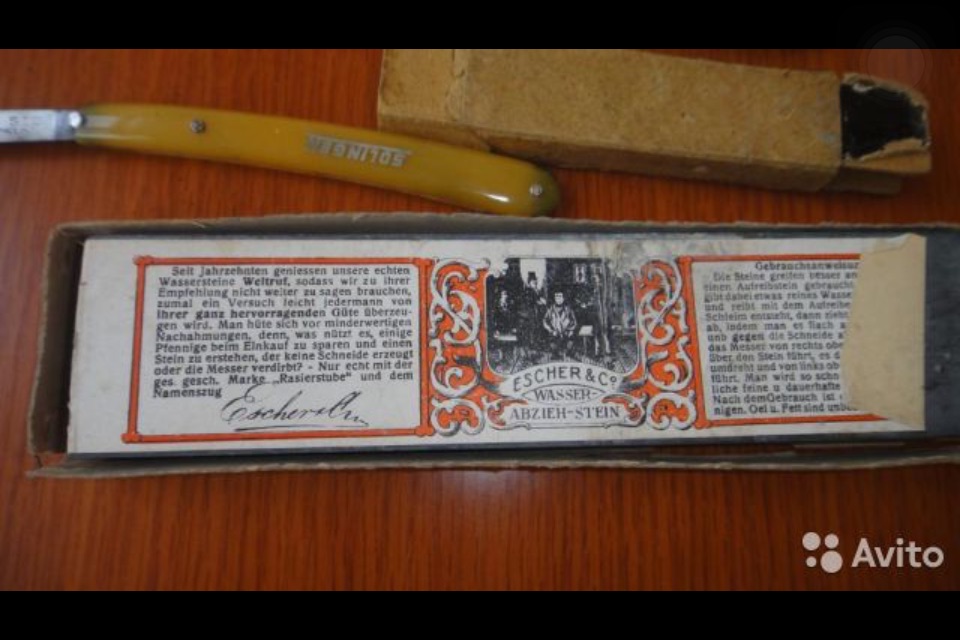 SOLINGEN
Seit Jahrzehnten geniessen unsere echten
Wassersteine Weltruf, sodass wir zu ihrer
Empfehlung nicht weiter zu sagen brauchen,
zumal ein Versuch leicht jedermann von
ihrer ganz hervorragenden Güte überzeu-
gen wird. Man hüte sich vor minderwertigen
Nachahmungen, denn, was nützt es, einige
Pfennige beim Einkauf zu sparen und einen
Stein zu erstehen, der keine Schneide erzeugt
oder die Messer verdirbt? - Nur echt mit der
ges. gesch. Marke „Rasierstube" und dem
Namenszug
Escher & Co.
ESCHER & Co.
WASSER-
ABZIEH-STEIN
Gebrauchsanweisun
Die Steine greifen besser an
einen Aufreibstein gebrauch
gibt dabei etwas reines Wasse
und reibt mit dem Aufreibe
Schleim entsteht, dann zieh
ab, indem man es flach a
und gegen die Schneide a
das Messer von rechts obe
über den Stein führt, es d
umdreht und von links ob
führt. Man wird so schn
liche feine u dauerhafte
Nach dem Gebrauch ist
nigen. Oel u. Fett sind unb
Avito